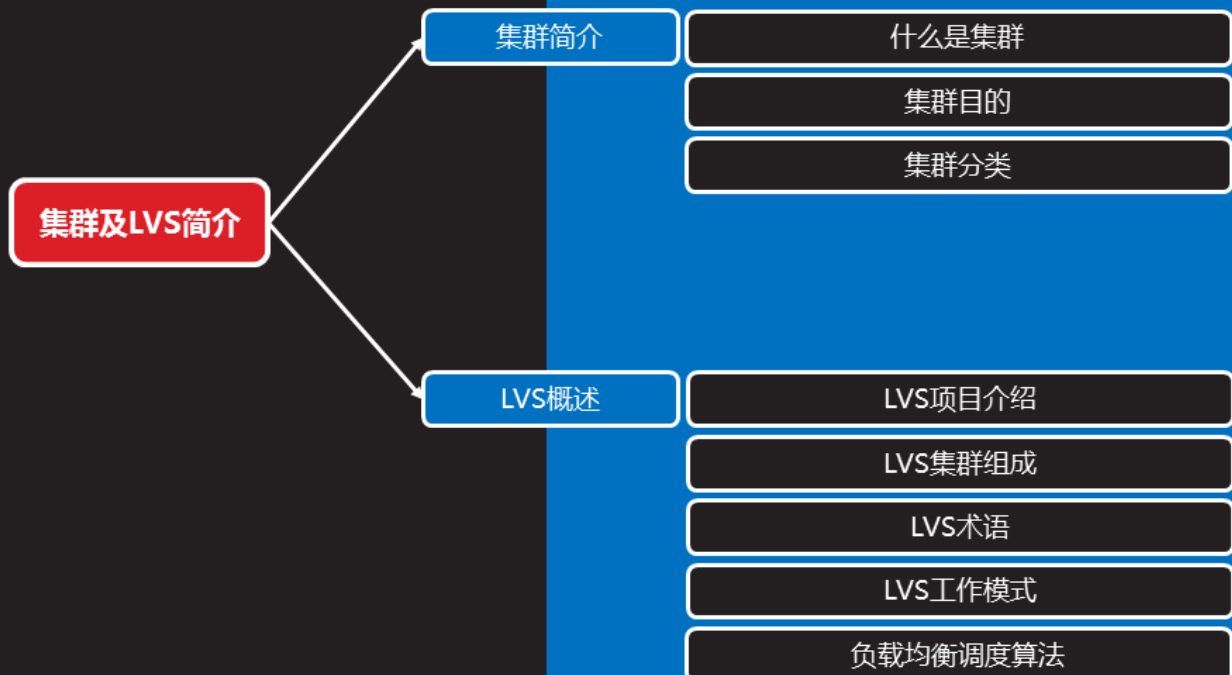 集群及LVS简介
集群简介
什么是集群
集群目的
集群分类
LVS概述
LVS项目介绍
LVS集群组成
LVS术语
LVS工作模式
负载均衡调度算法